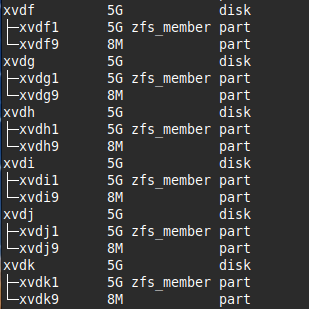 xvdf         5G            disk
├─xvdf1      5G zfs_member part
└─xvdf9      8M            part
xvdg         5G            disk
├─xvdg1      5G zfs_member part
└─xvdg9      8M            part
xvdh         5G            disk
├─xvdh1      5G zfs_member part
└─xvdh9      8M            part
xvdi         5G            disk
├─xvdi1      5G zfs_member part
└─xvdi9      8M            part
xvdj         5G            disk
├─xvdj1      5G zfs_member part
└─xvdj9      8M            part
xvdk         5G            disk
├─xvdk1      5G zfs_member part
└─xvdk9      8M            part